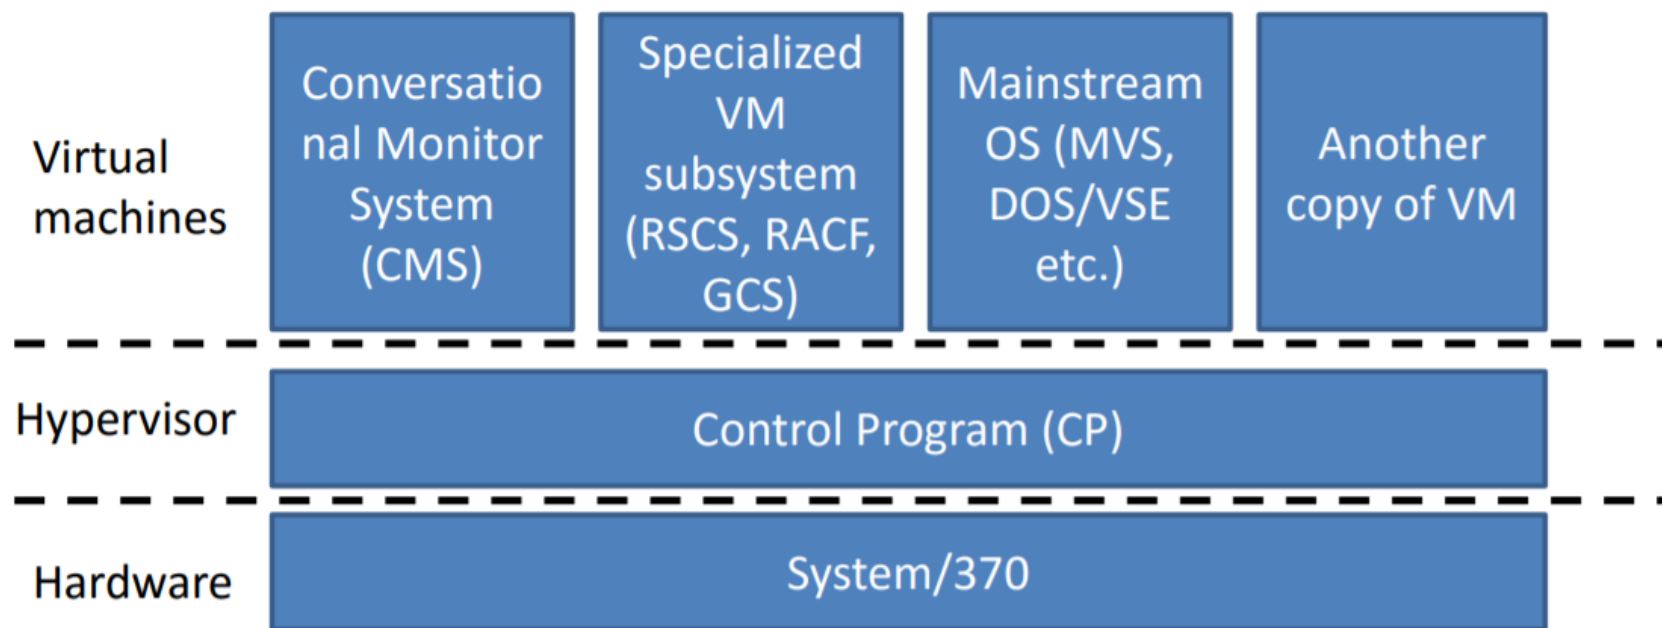 Virtual
machines
Conversatio
nal Monitor
System
(CMS)
Specialized
VM
subsystem
(RSCS, RACF,
GCS)
Mainstream
OS (MVS,
DOS/VSE
etc.)
Another
copy of VM
Hypervisor
Control Program (CP)
Hardware
System/370